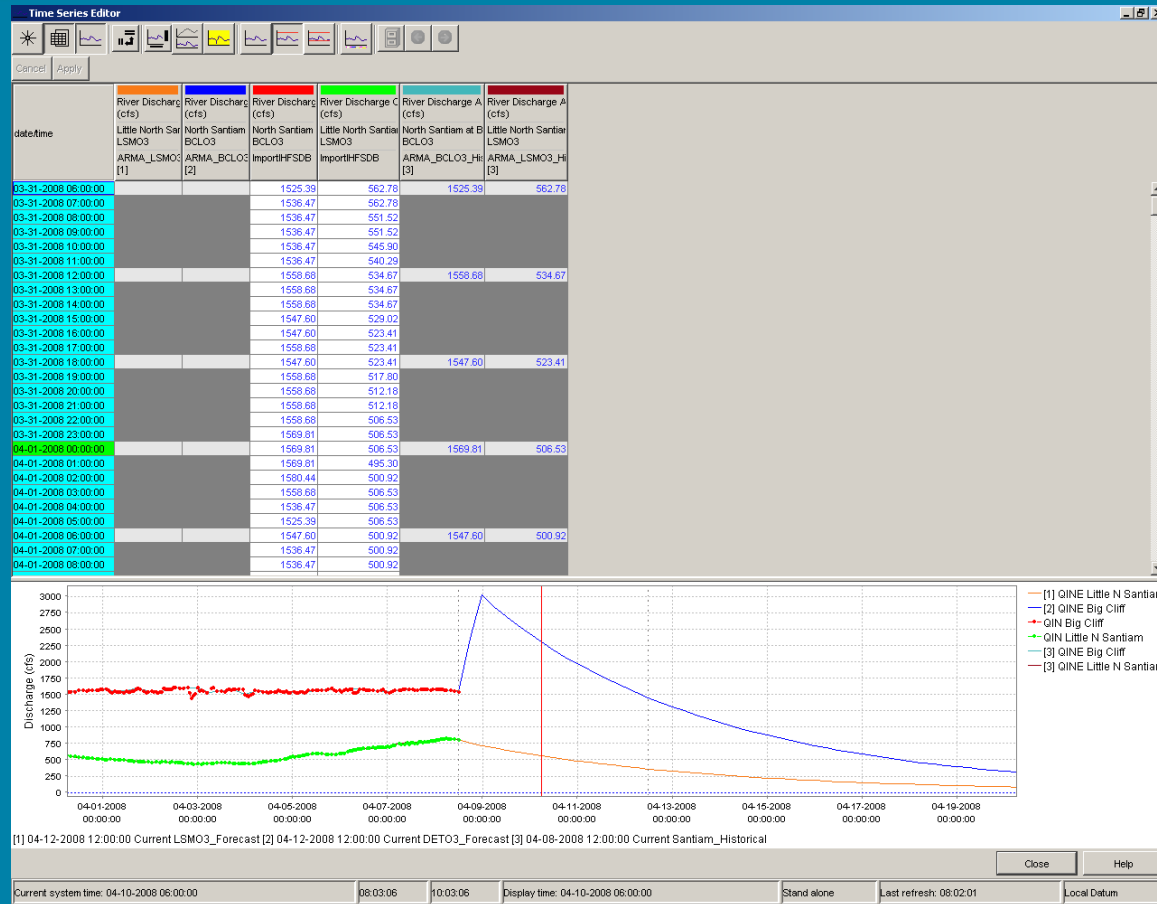 Time Series Editor
Cancel Apply
date/time
River Discharg (cfs) Little North Sar LSMO3 ARMA_LSMO3 [1]
River Discharg (cfs) North Santiam BCLO3 ARMA_BCLO3 [2]
River Discharg (cfs) North Santiam BCLO3 ImportIHFSDB
River Discharge C (cfs) Little North Santiar LSMO3 ImportIHFSDB
River Discharge A (cfs) North Santiam at B BCLO3 ARMA_BCLO3_His [3]
River Discharge A (cfs) Little North Santiar LSMO3 ARMA_LSMO3_Hi [3]
03-31-2008 06:00:00 1525.39 562.78 1525.39 562.78
03-31-2008 07:00:00 1536.47 562.78
03-31-2008 08:00:00 1536.47 551.52
03-31-2008 09:00:00 1536.47 551.52
03-31-2008 10:00:00 1536.47 545.90
03-31-2008 11:00:00 1536.47 540.29
03-31-2008 12:00:00 1558.68 534.67 1558.68 534.67
03-31-2008 13:00:00 1558.68 534.67
03-31-2008 14:00:00 1558.68 534.67
03-31-2008 15:00:00 1547.60 529.02
03-31-2008 16:00:00 1547.60 523.41
03-31-2008 17:00:00 1558.68 523.41
03-31-2008 18:00:00 1547.60 523.41 1547.60 523.41
03-31-2008 19:00:00 1558.68 517.80
03-31-2008 20:00:00 1558.68 512.18
03-31-2008 21:00:00 1558.68 512.18
03-31-2008 22:00:00 1558.68 506.53
03-31-2008 23:00:00 1569.81 506.53
04-01-2008 00:00:00 1569.81 506.53 1569.81 506.53
04-01-2008 01:00:00 1569.81 495.30
04-01-2008 02:00:00 1580.44 500.92
04-01-2008 03:00:00 1558.68 506.53
04-01-2008 04:00:00 1536.47 506.53
04-01-2008 05:00:00 1525.39 506.53
04-01-2008 06:00:00 1547.60 500.92 1547.60 500.92
04-01-2008 07:00:00 1536.47 500.92
04-01-2008 08:00:00 1536.47 500.92
Discharge (cfs)
3000
2750
2500
2250
2000
1750
1500
1250
1000
750
500
250
0
04-01-2008 04-03-2008 04-05-2008 04-07-2008 04-09-2008 04-11-2008 04-13-2008 04-15-2008 04-17-2008 04-19-2008
00:00:00 00:00:00 00:00:00 00:00:00 00:00:00 00:00:00 00:00:00 00:00:00 00:00:00 00:00:00
[1] QINE Little N Santiar
[2] QINE Big Cliff
QIN Big Cliff
QIN Little N Santiam
[3] QINE Big Cliff
[3] QINE Little N Santiar
[1] 04-12-2008 12:00:00 Current LSMO3_Forecast [2] 04-12-2008 12:00:00 Current DETO3_Forecast [3] 04-08-2008 12:00:00 Current Santiam_Historical
Close Help
Current system time: 04-10-2008 06:00:00 08:03:06 10:03:06 Display time: 04-10-2008 06:00:00 Stand alone Last refresh: 08:02:01 Local Datum